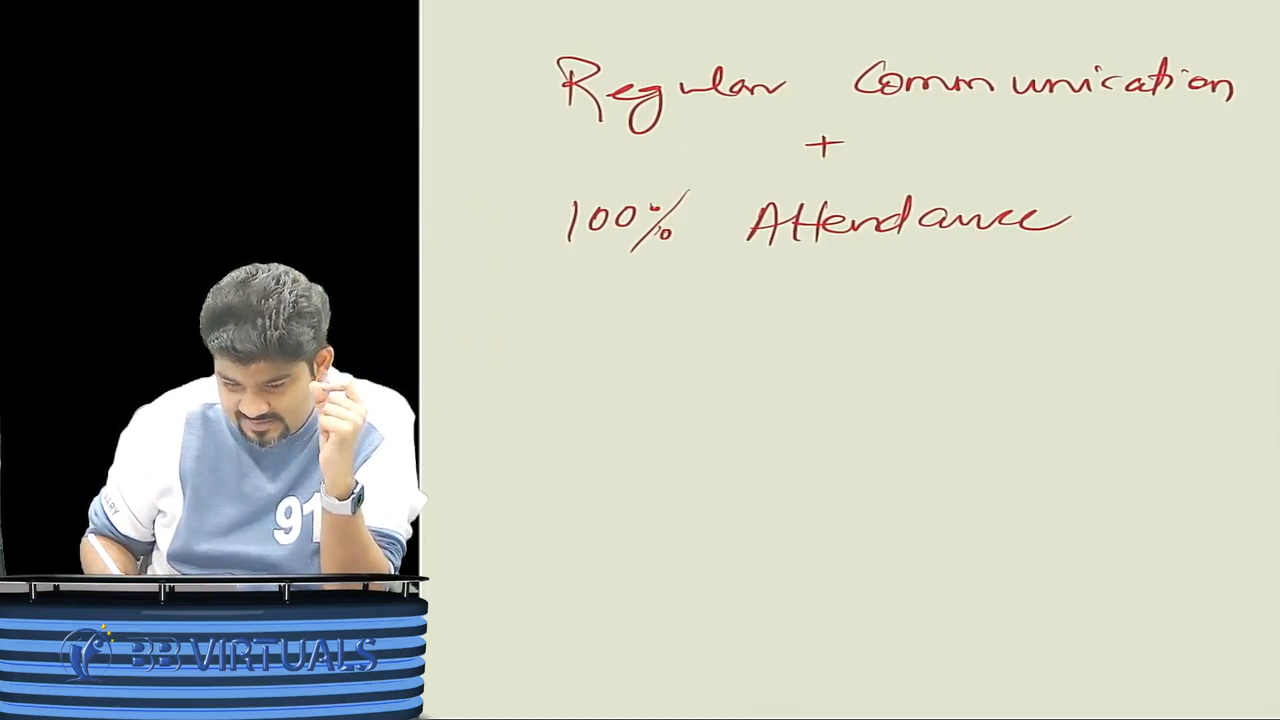 Regular Communication
+
100% Attendance
91
BB VIRTUALS